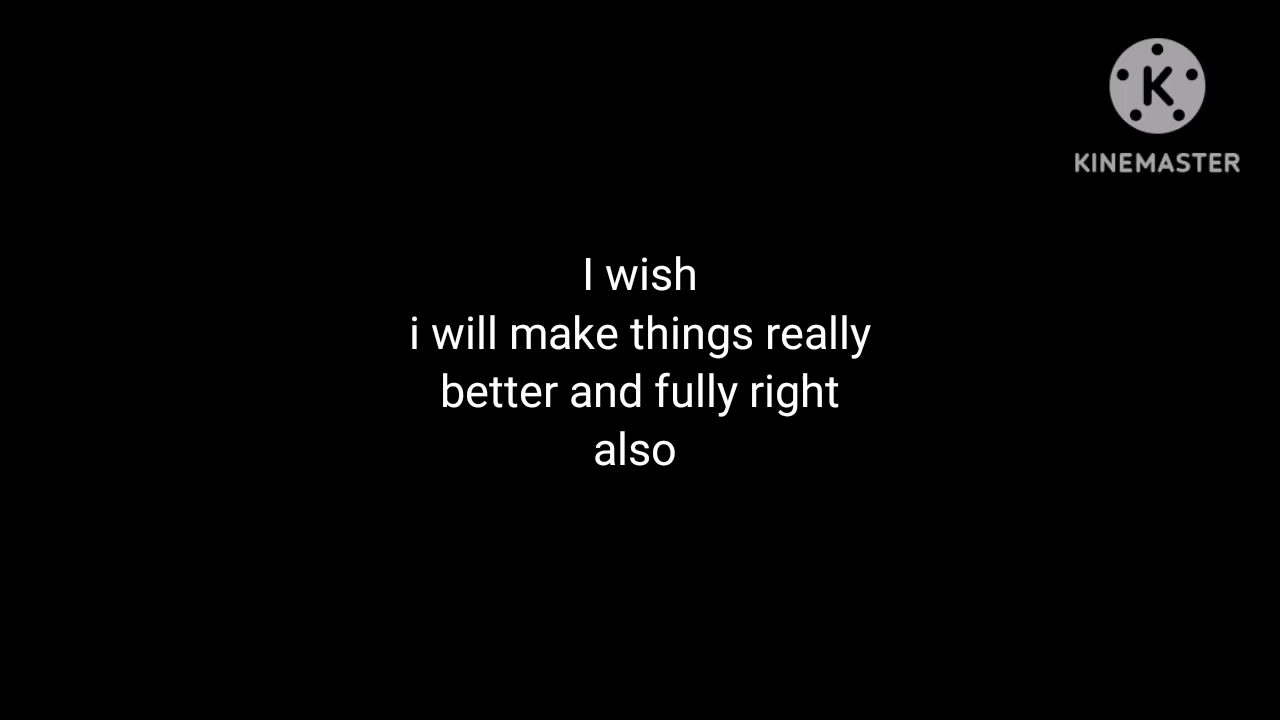 KINEMASTER
I wish
i will make things really
better and fully right
also